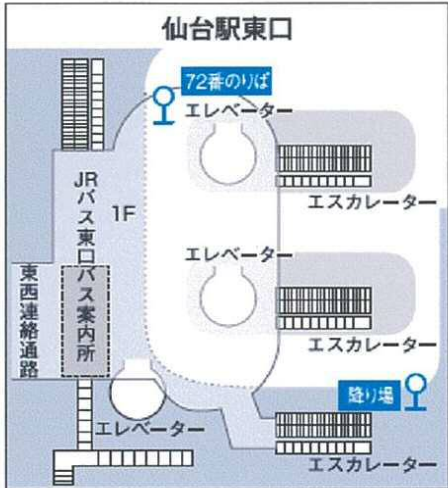 仙台駅東口
72番のりば
エレベーター
エスカレーター
JRバス東口バス案内所
1F
エレベーター
東西連絡通路
エスカレーター
降り場
エレベーター
エスカレーター